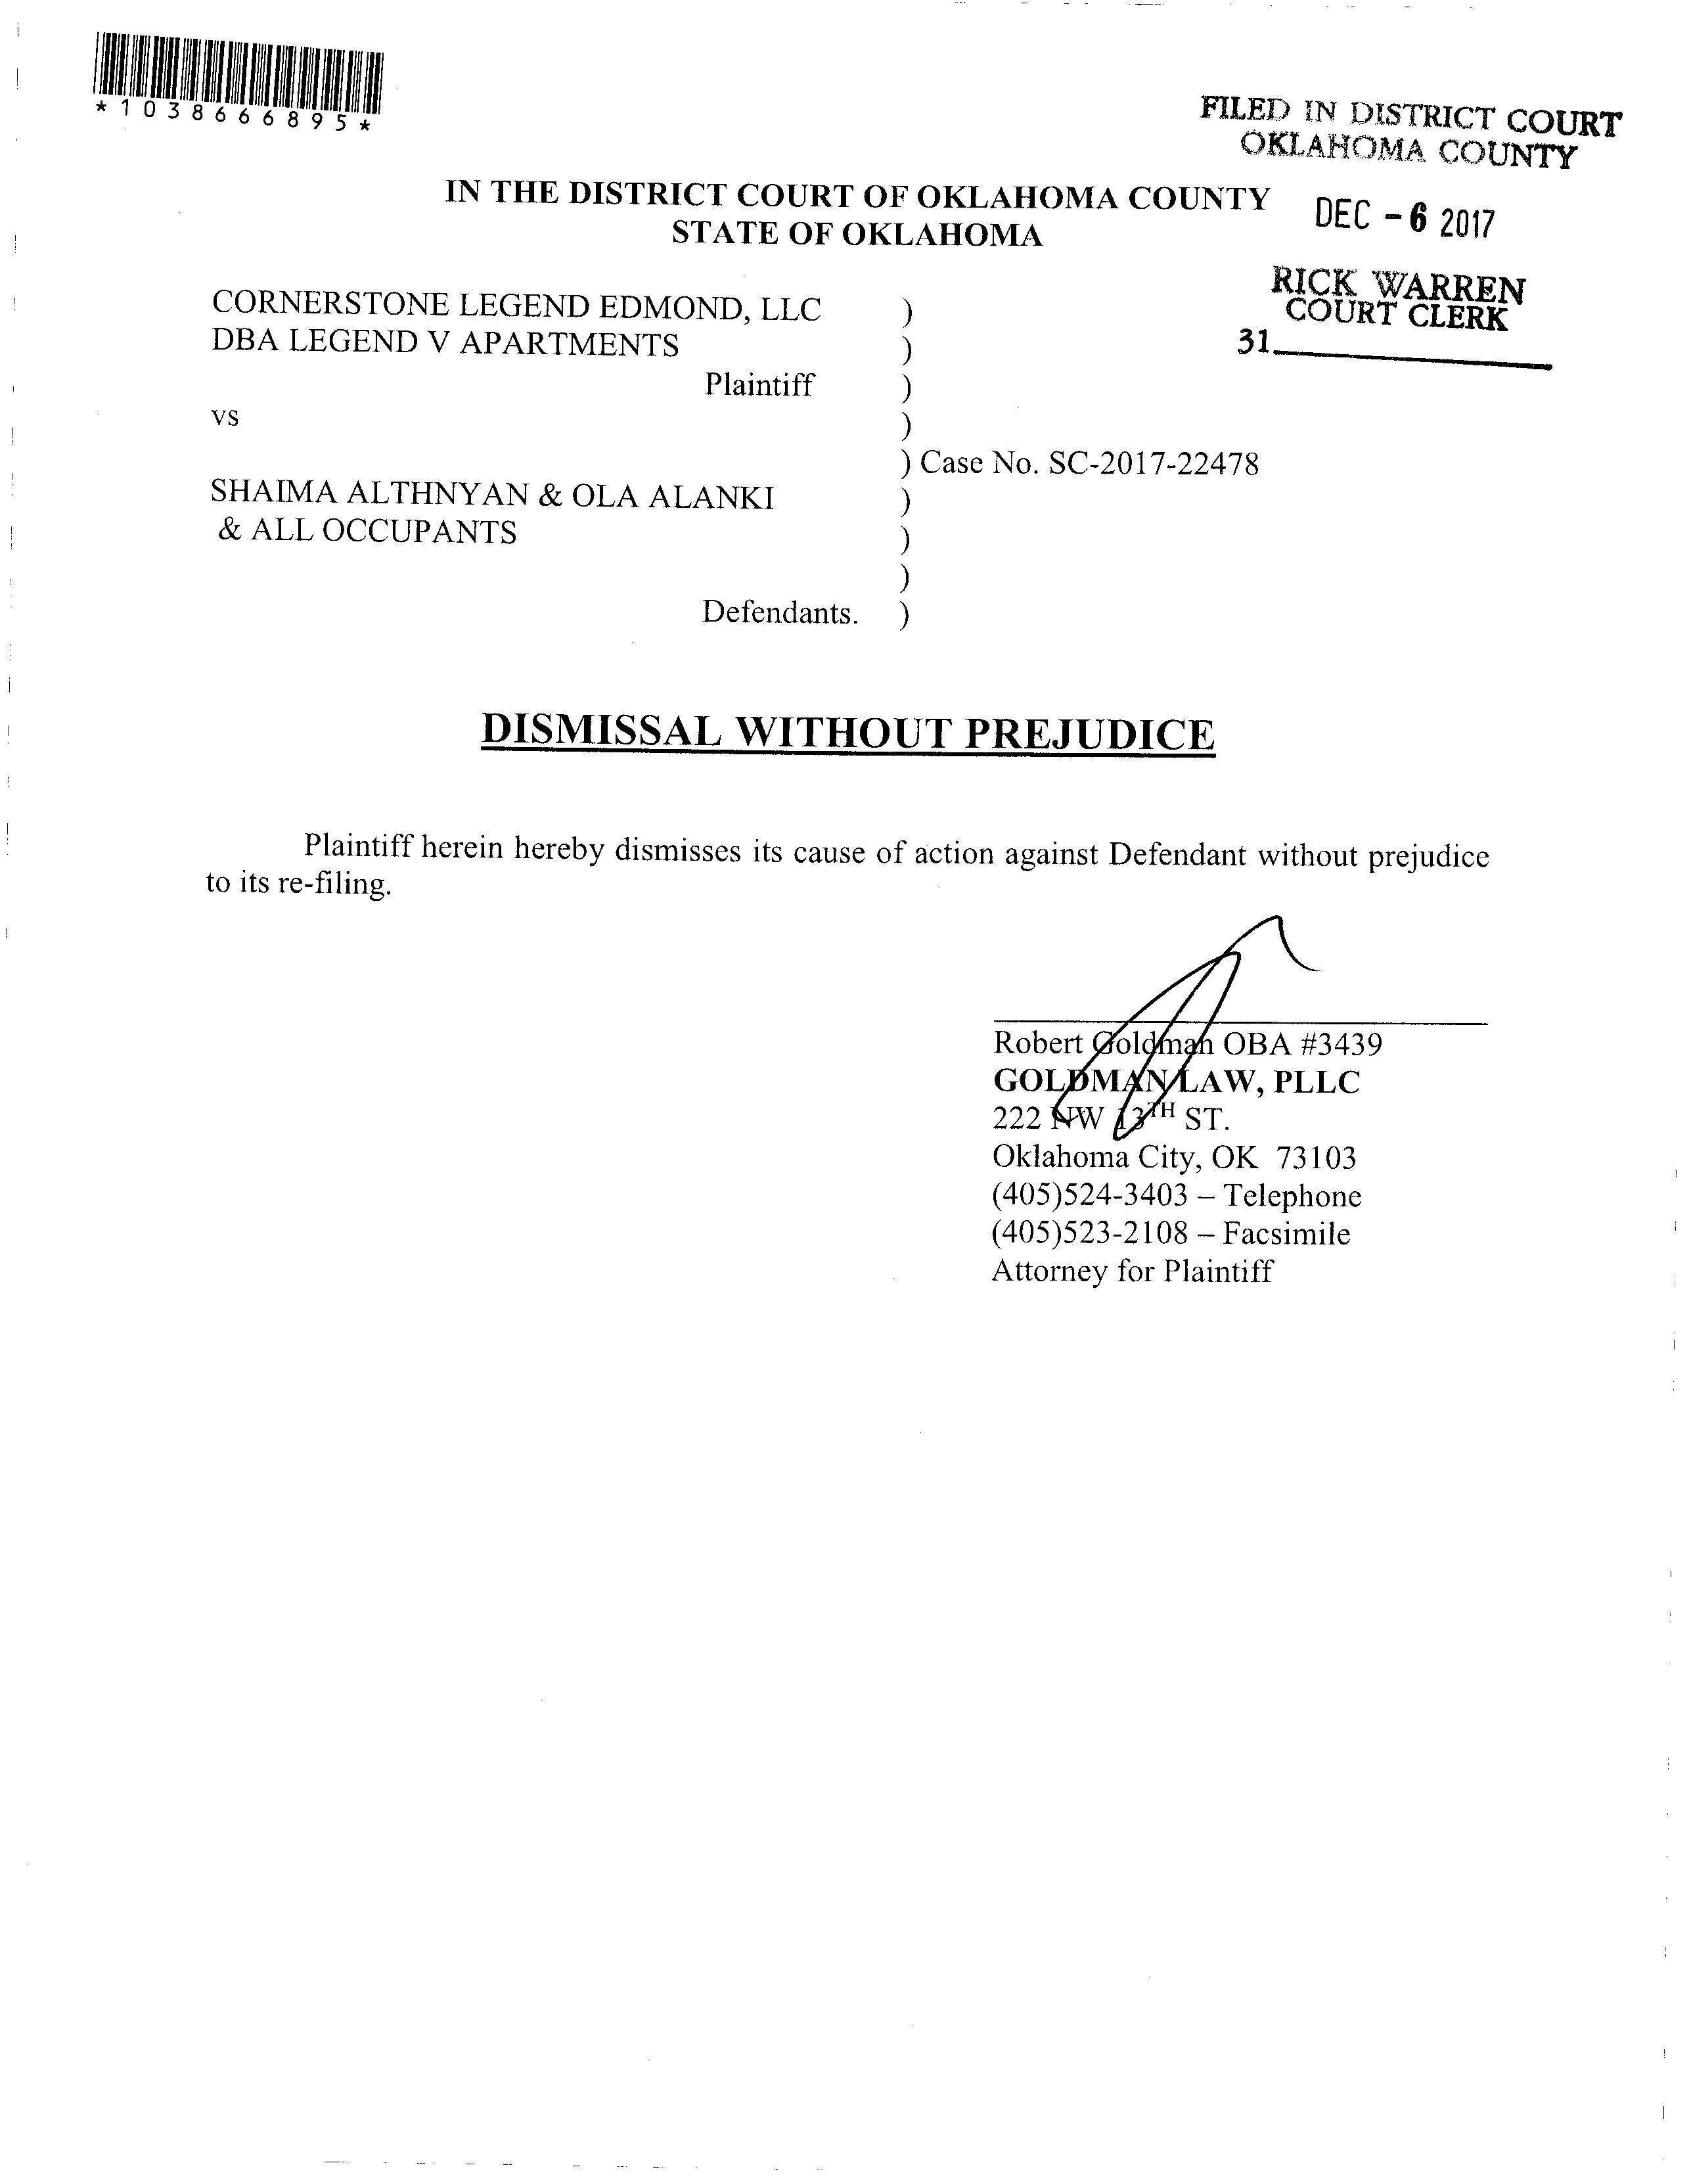 *1038666895*
FILED IN DISTRICT COURT
OKLAHOMA COUNTY
DEC -6 2017
RICK WARREN
COURT CLERK
31
IN THE DISTRICT COURT OF OKLAHOMA COUNTY
STATE OF OKLAHOMA
CORNERSTONE LEGEND EDMOND, LLC )
DBA LEGEND V APARTMENTS )
Plaintiff )
vs )
) Case No. SC-2017-22478
SHAIMA ALTHNYAN & OLA ALANKI )
& ALL OCCUPANTS )
)
Defendants. )
DISMISSAL WITHOUT PREJUDICE
Plaintiff herein hereby dismisses its cause of action against Defendant without prejudice
to its re-filing.
Robert Goldman OBA #3439
GOLDMAN LAW, PLLC
222 NW 13TH ST.
Oklahoma City, OK 73103
(405)524-3403 – Telephone
(405)523-2108 – Facsimile
Attorney for Plaintiff